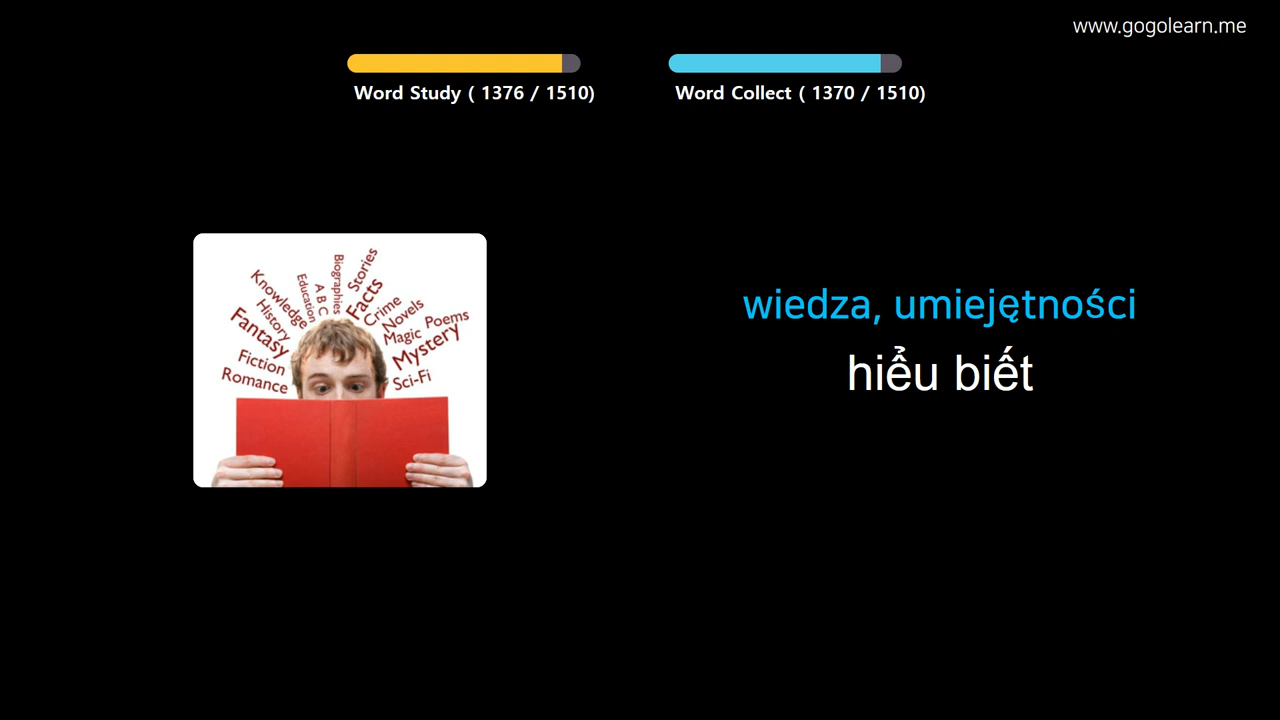 www.gogolearn.me
Word Study ( 1376 / 1510)
Word Collect ( 1370 / 1510)
Knowledge
History
Fantasy
Fiction
Romance
Education
A B C
Biographies
Stories
Facts
Crime
Novels
Magic
Poems
Mystery
Sci-Fi
wiedza, umiejętności
hiểu biết